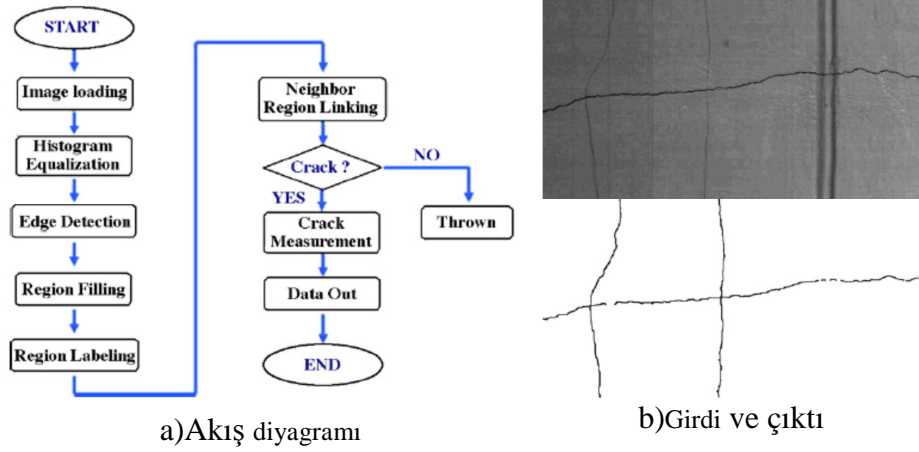 START
Image loading
Histogram
Equalization
Edge Detection
Region Filling
Region Labeling
Neighbor
Region Linking
Crack ?
NO
YES
Thrown
Crack
Measurement
Data Out
END
a)Akış diyagramı
b)Girdi ve çıktı